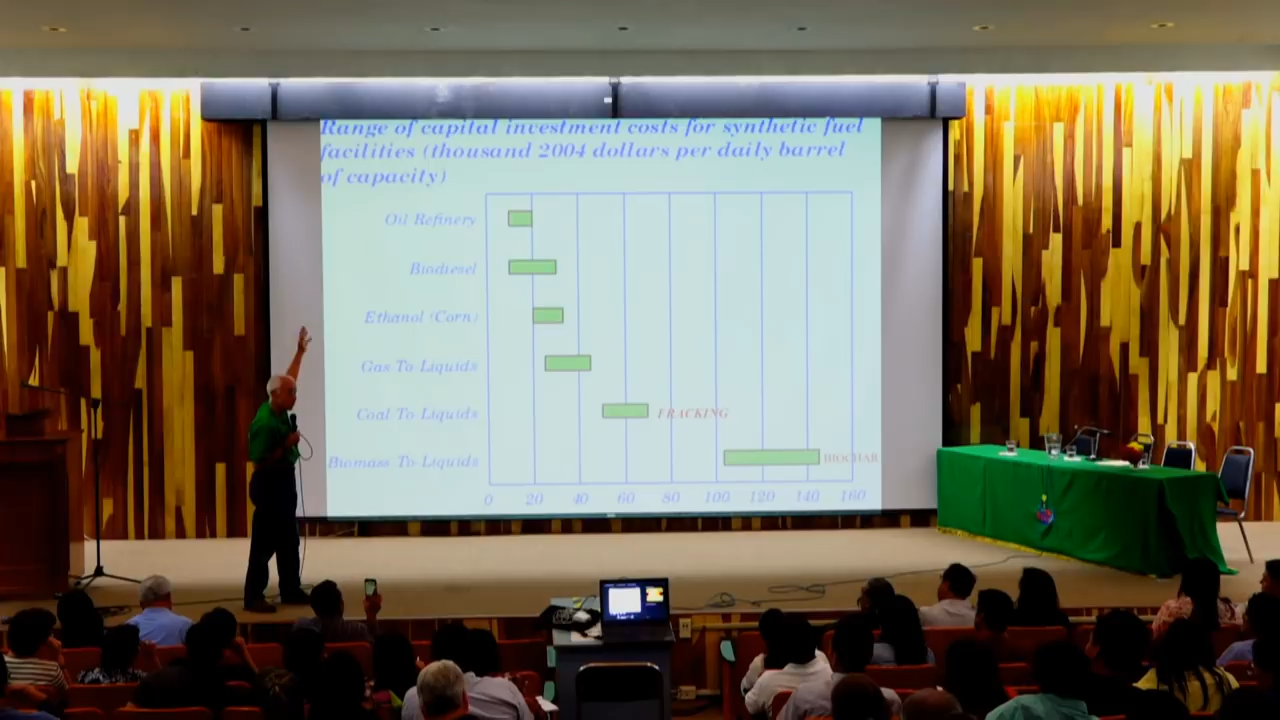 Range of capital investment costs for synthetic fuel
facilities (thousand 2004 dollars per daily barrel
of capacity)
Oil Refinery
Biodiesel
Ethanol (Corn)
Gas To Liquids
Coal To Liquids FRACKING
Biomass To Liquids BIOCHAR
0 20 40 60 80 100 120 140 160